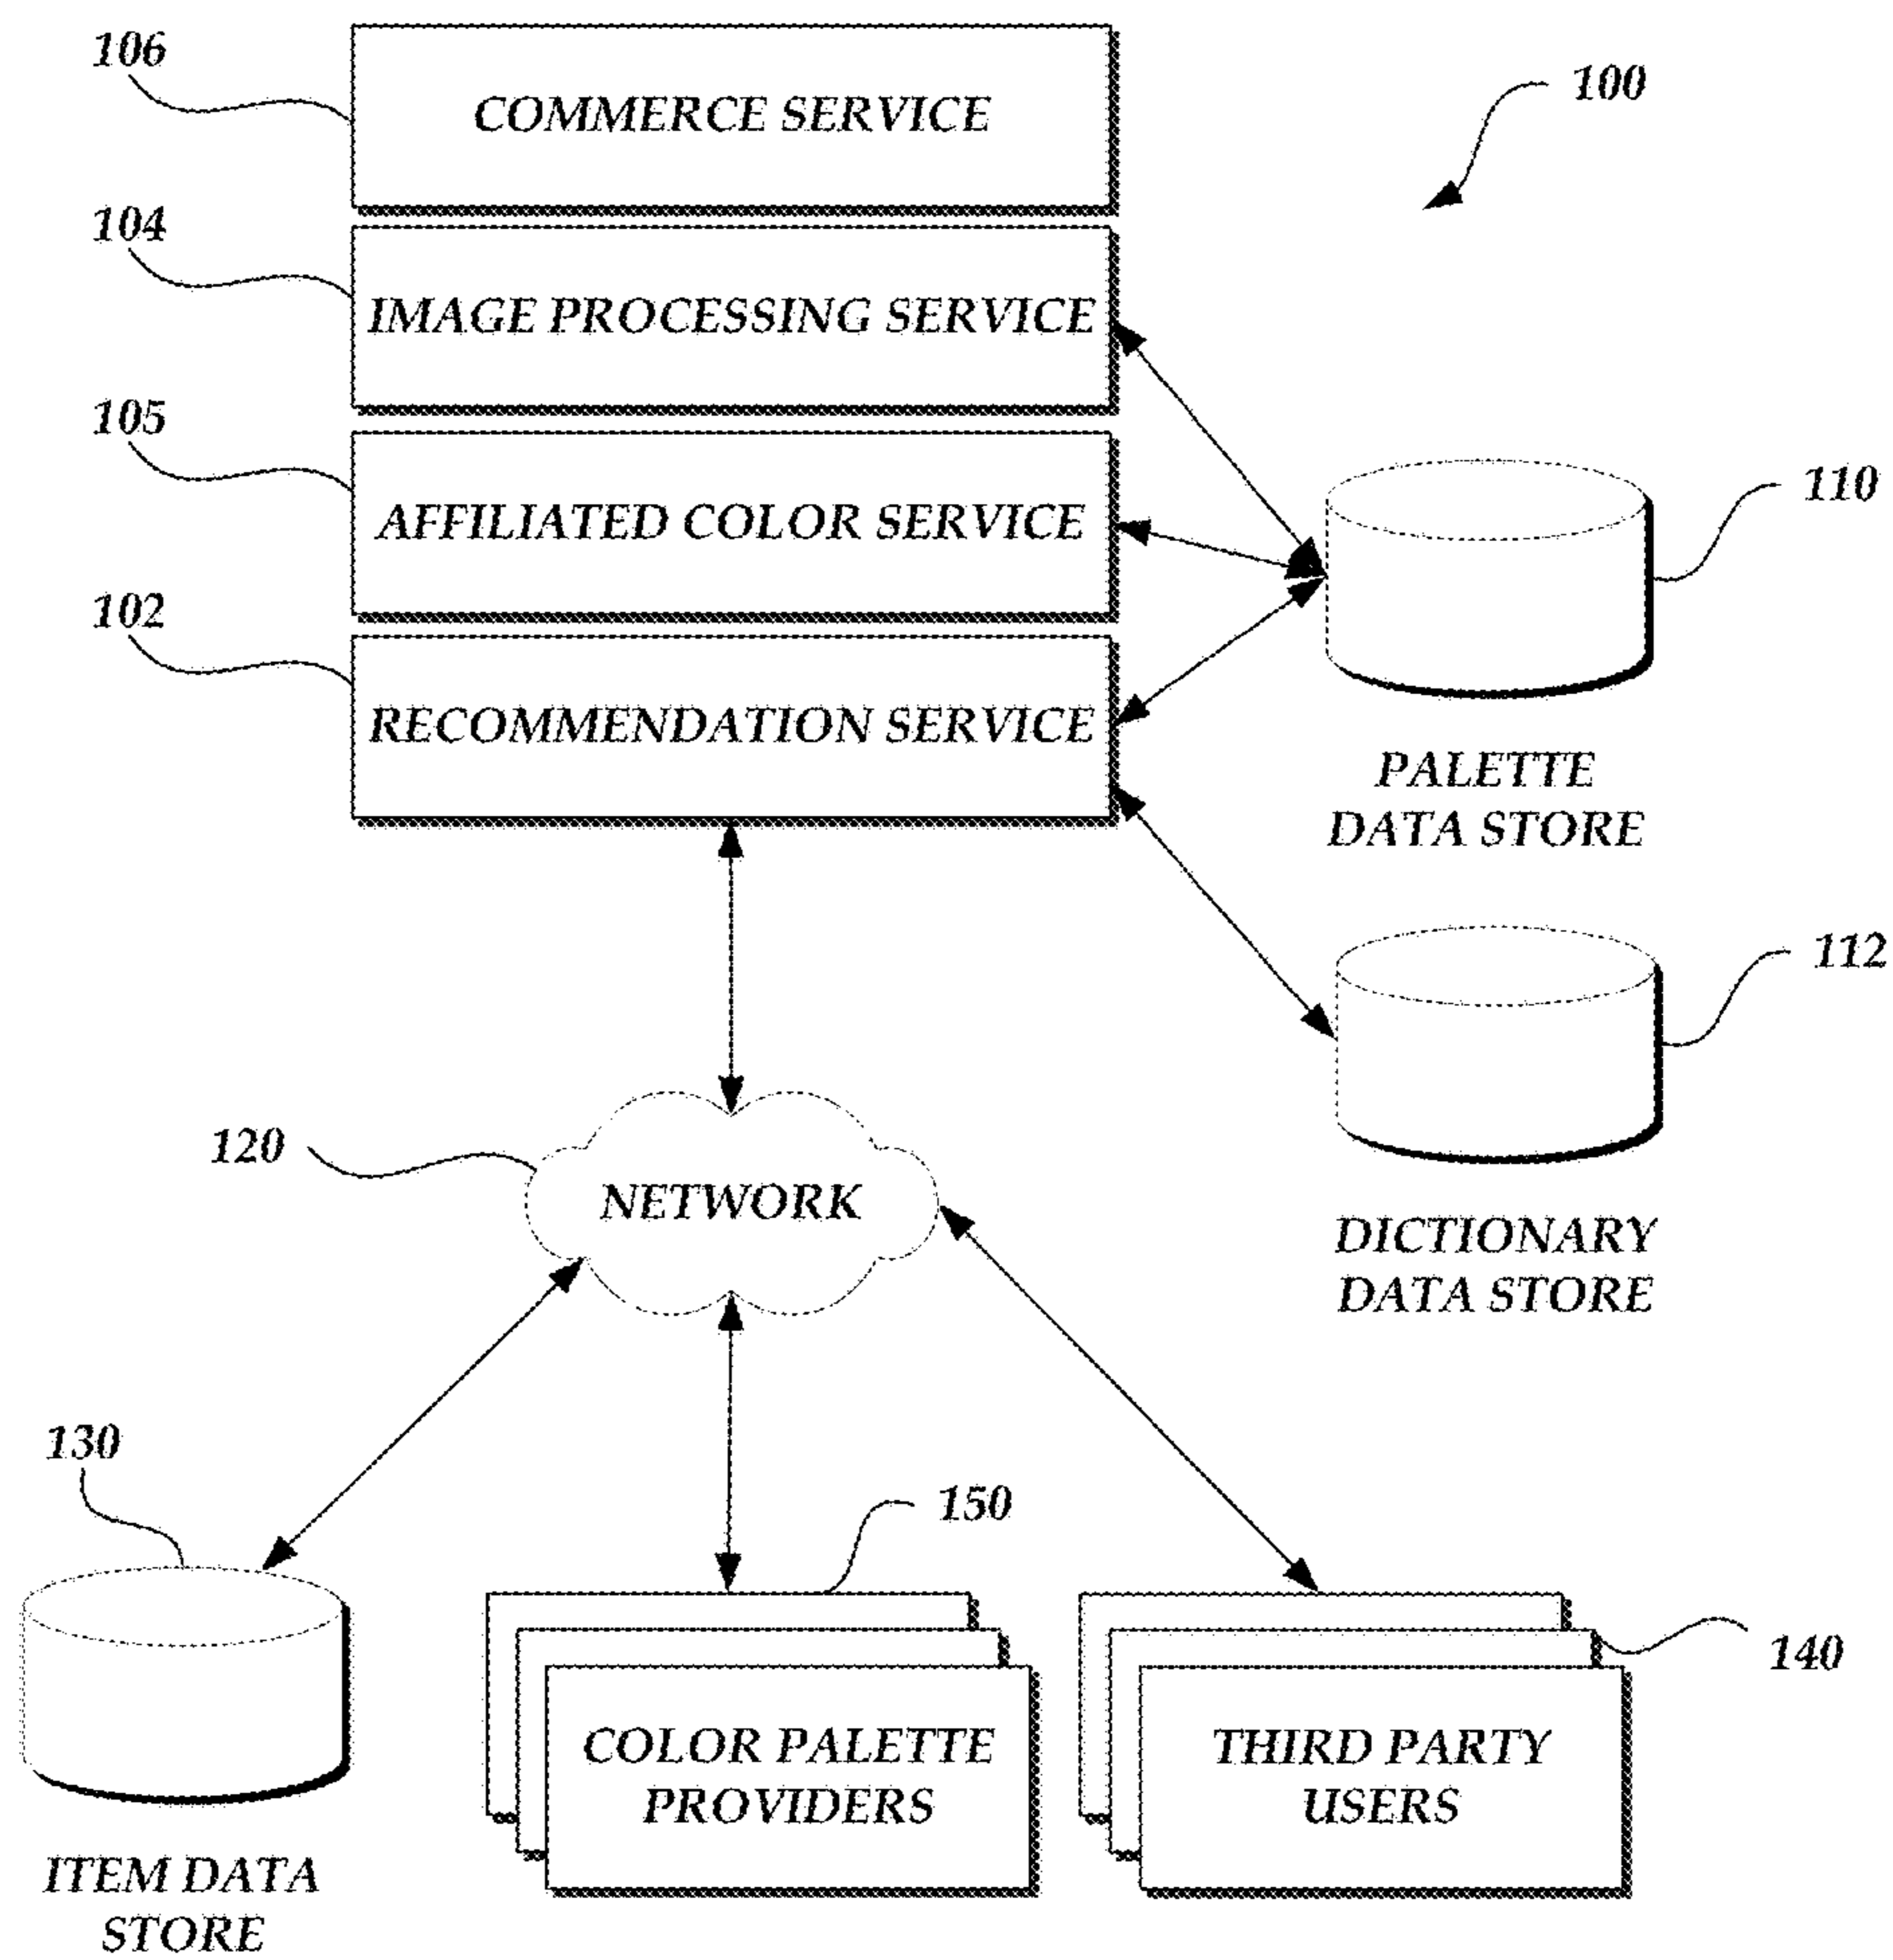 106
COMMERCE SERVICE
100
104
IMAGE PROCESSING SERVICE
105
AFFILIATED COLOR SERVICE
110
102
RECOMMENDATION SERVICE
PALETTE
DATA STORE
112
120
NETWORK
DICTIONARY
DATA STORE
130
150
140
COLOR PALETTE
PROVIDERS
THIRD PARTY
USERS
ITEM DATA
STORE